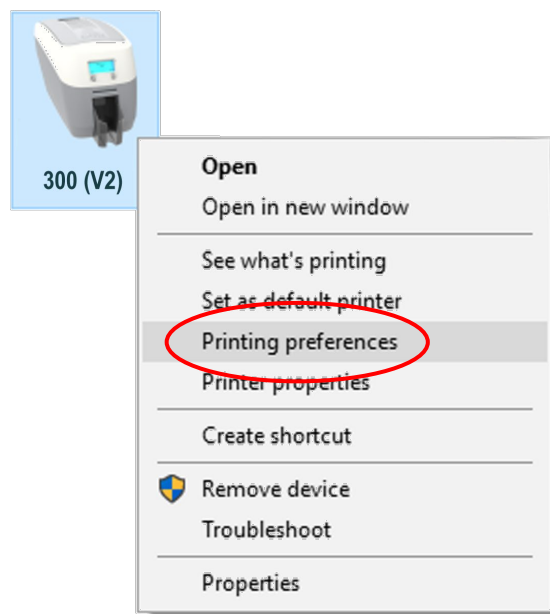 300 (V2)
Open
Open in new window
See what's printing
Set as default printer
Printing preferences
Printer properties
Create shortcut
Remove device
Troubleshoot
Properties